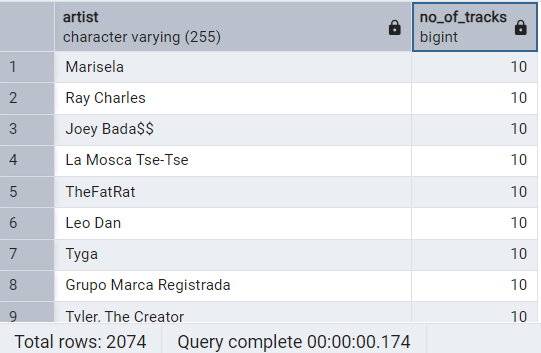 artist no_of_tracks
character varying (255) bigint
1 Marisela 10
2 Ray Charles 10
3 Joey Bada$$ 10
4 La Mosca Tse-Tse 10
5 TheFatRat 10
6 Leo Dan 10
7 Tyga 10
8 Grupo Marca Registrada 10
9 Tyler, The Creator 10
Total rows: 2074 Query complete 00:00:00.174